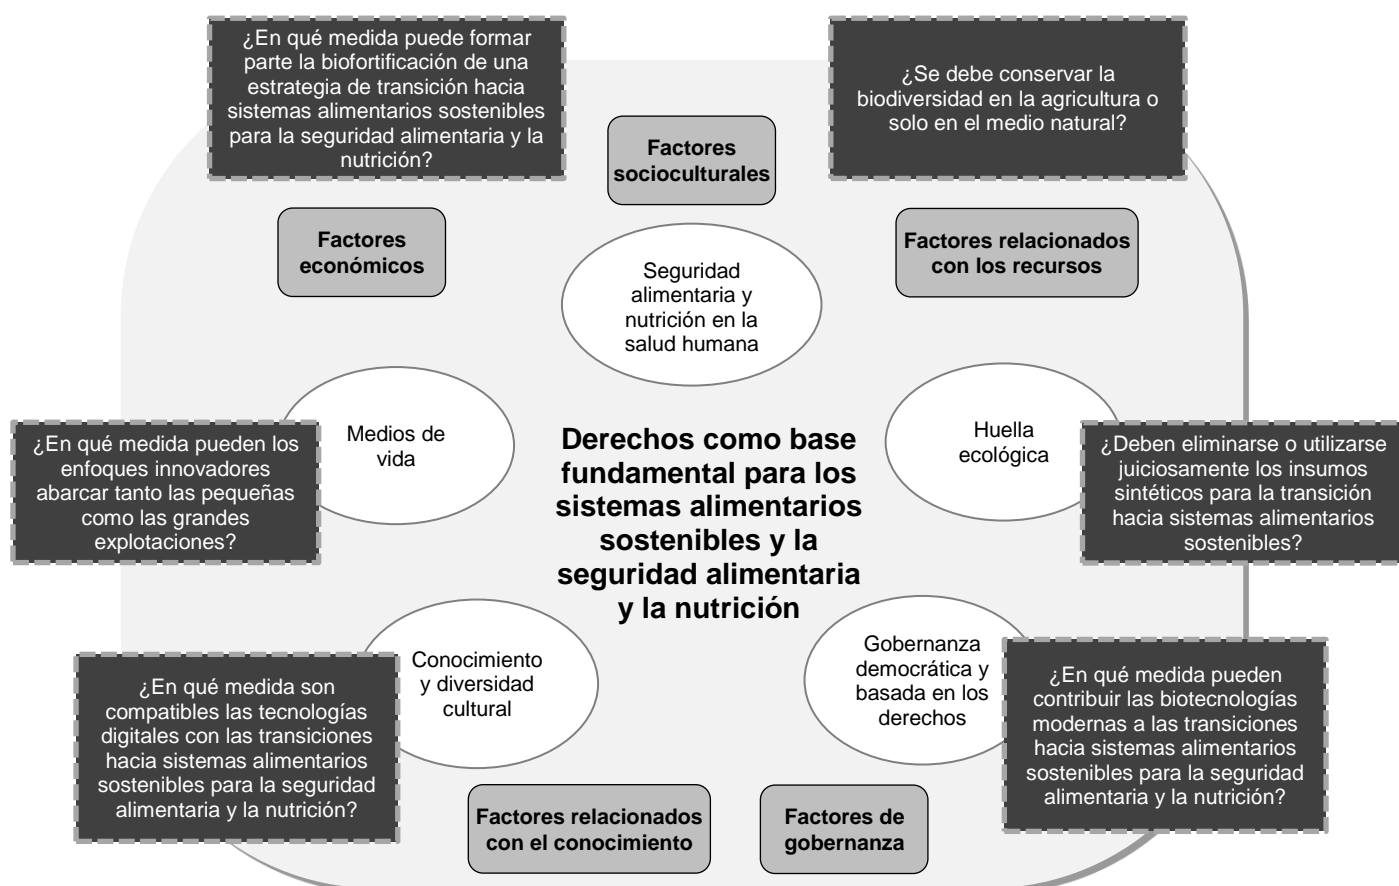 ¿En qué medida puede formar
parte la biofortificación de una
estrategia de transición hacia
sistemas alimentarios sostenibles
para la seguridad alimentaria y la
nutrición?
¿Se debe conservar la
biodiversidad en la agricultura o
solo en el medio natural?
Factores
socioculturales
Factores
económicos
Factores relacionados
con los recursos
Seguridad
alimentaria y
nutrición en la
salud humana
Medios de
vida
Huella
ecológica
¿En qué medida pueden los
enfoques innovadores
abarcar tanto las pequeñas
como las grandes
explotaciones?
Derechos como base
fundamental para los
sistemas alimentarios
sostenibles y la
seguridad alimentaria
y la nutrición
¿Deben eliminarse o utilizarse
juiciosamente los insumos
sintéticos para la transición
hacia sistemas alimentarios
sostenibles?
Conocimiento
y diversidad
cultural
Gobernanza
democrática y
basada en los
derechos
¿En qué medida son
compatibles las tecnologías
digitales con las transiciones
hacia sistemas alimentarios
sostenibles para la seguridad
alimentaria y la nutrición?
¿En qué medida pueden
contribuir las biotecnologías
modernas a las transiciones
hacia sistemas alimentarios
sostenibles para la seguridad
alimentaria y la nutrición?
Factores relacionados
con el conocimiento
Factores de
gobernanza